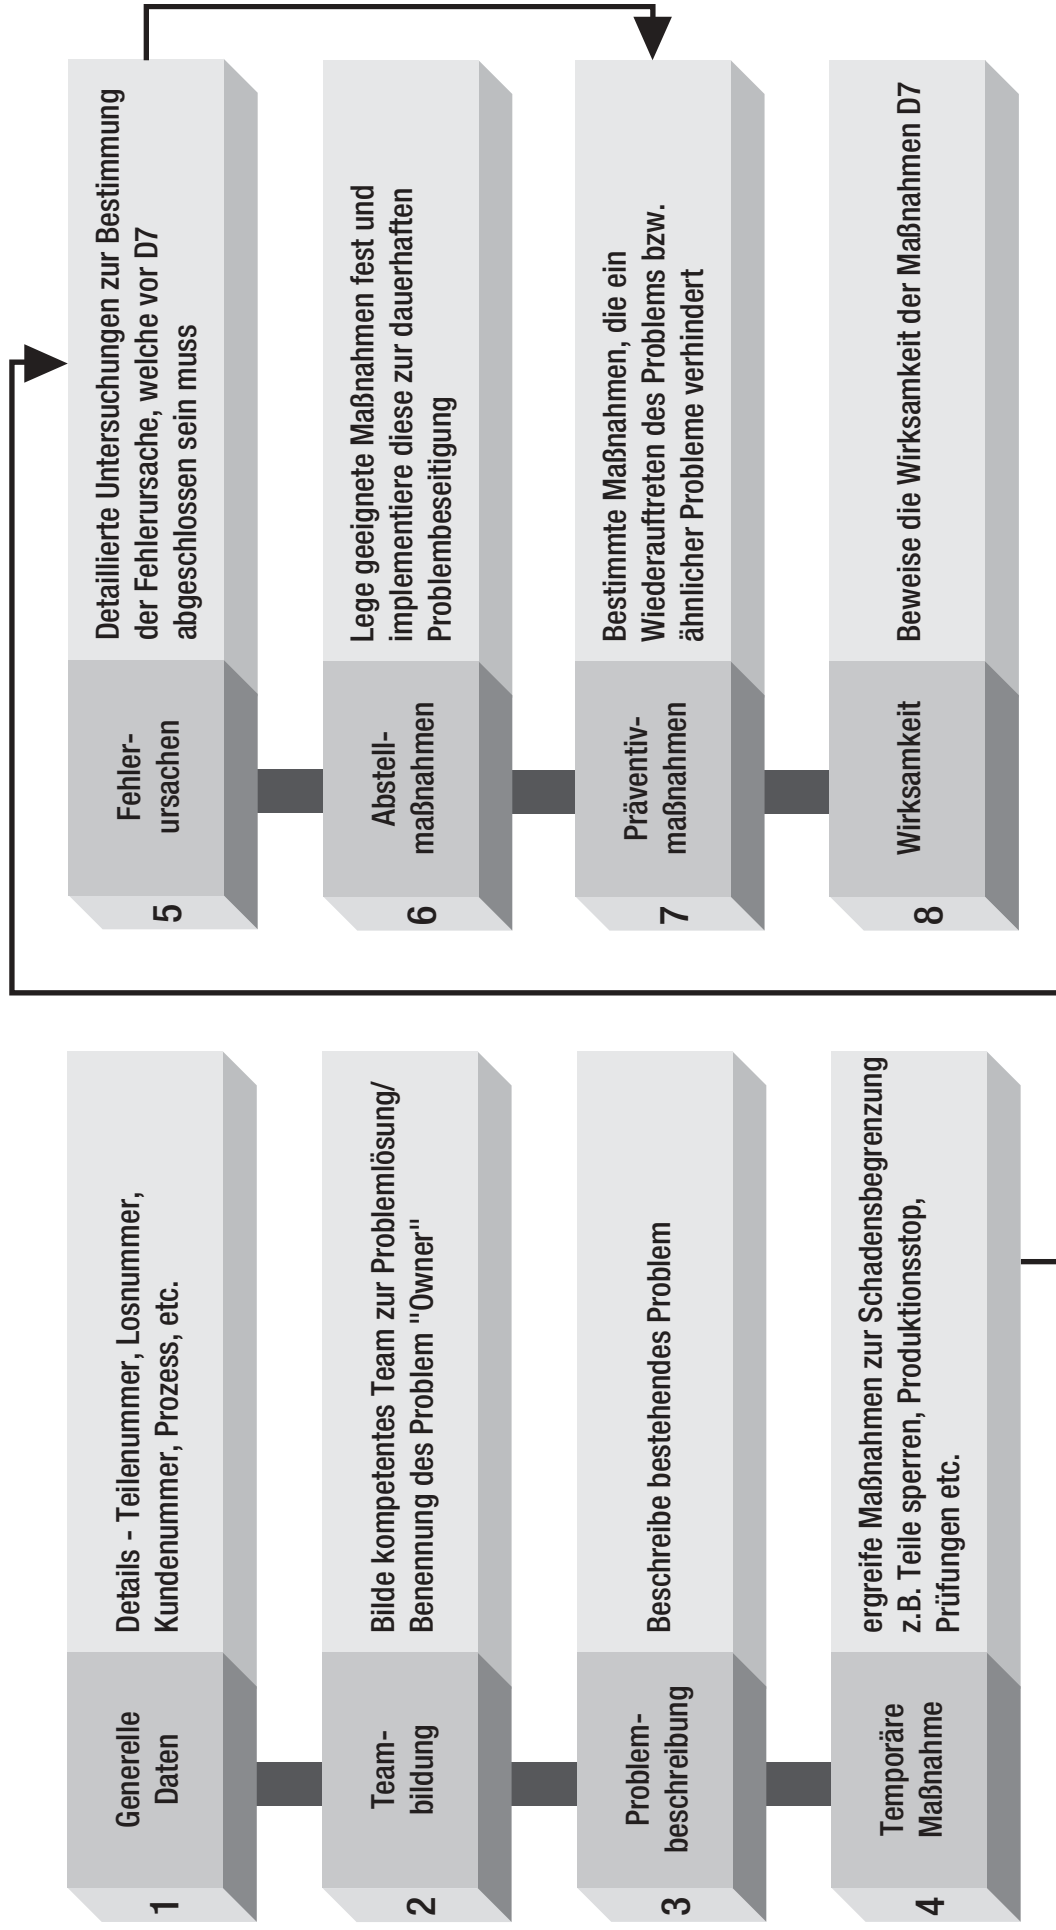 1
Generelle
Daten
Details - Teilenummer, Losnummer,
Kundenummer, Prozess, etc.
2
Team-
bildung
Bilde kompetentes Team zur Problemlösung/
Benennung des Problem "Owner"
3
Problem-
beschreibung
Beschreibe bestehendes Problem
4
Temporäre
Maßnahme
ergreife Maßnahmen zur Schadensbegrenzung
z.B. Teile sperren, Produktionsstop,
Prüfungen etc.
5
Fehler-
ursachen
Detaillierte Untersuchungen zur Bestimmung
der Fehlerursache, welche vor D7
abgeschlossen sein muss
6
Abstell-
maßnahmen
Lege geeignete Maßnahmen fest und
implementiere diese zur dauerhaften
Problembeseitigung
7
Präventiv-
maßnahmen
Bestimmte Maßnahmen, die ein
Wiederauftreten des Problems bzw.
ähnlicher Probleme verhindert
8
Wirksamkeit
Beweise die Wirksamkeit der Maßnahmen D7